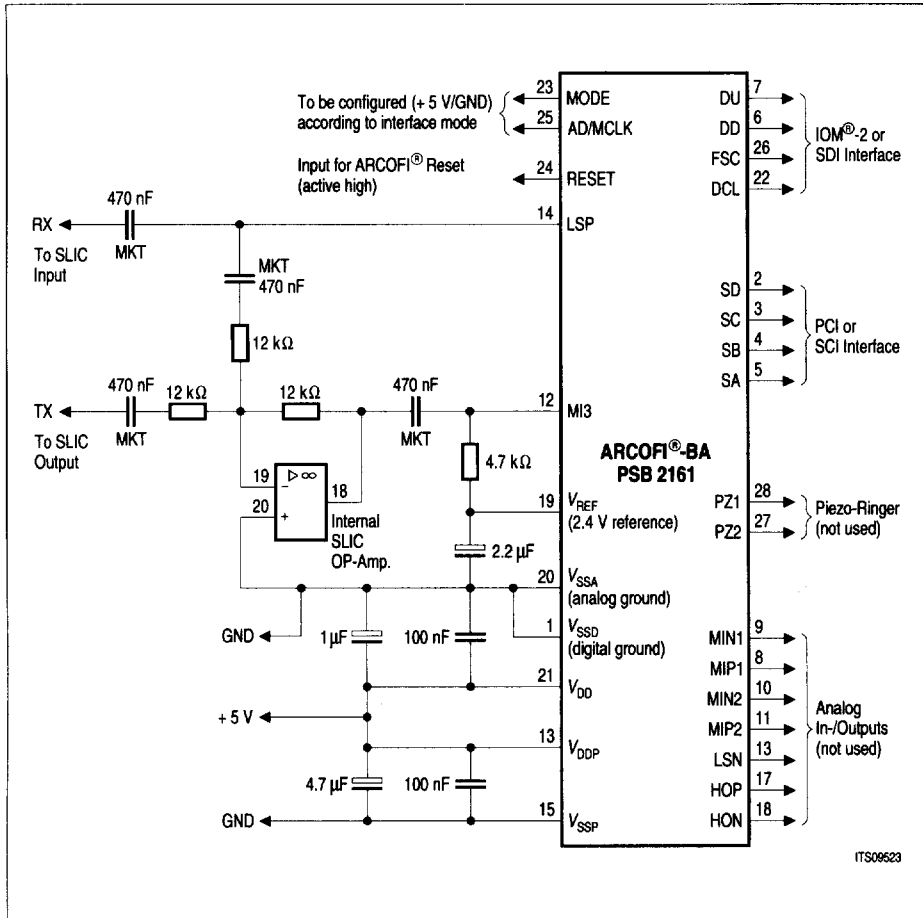 To be configured (+ 5 V/GND)
according to interface mode
Input for ARCOFI® Reset
(active high)
23
MODE
25
AD/MCLK
24
RESET
14
LSP
DU
7
DD
6
FSC
26
DCL
22
IOM®-2 or
SDI Interface
470 nF
RX
To SLIC
Input
MKT
MKT
470 nF
12 kΩ
SD
2
SC
3
SB
4
SA
5
PCI or
SCI Interface
470 nF
12 kΩ
12 kΩ
470 nF
TX
To SLIC
Output
MKT
MKT
12
MI3
4.7 kΩ
ARCOFI®-BA
PSB 2161
19
20
−
+
▷ ∞
18
Internal
SLIC
OP-Amp.
19
VREF
(2.4 V reference)
2.2 µF
PZ1
28
PZ2
27
Piezo-Ringer
(not used)
20
VSSA
(analog ground)
GND
1 µF
100 nF
1
VSSD
(digital ground)
21
VDD
+ 5 V
13
VDDP
4.7 µF
100 nF
GND
15
VSSP
MIN1
9
MIP1
8
MIN2
10
MIP2
11
LSN
13
HOP
17
HON
18
Analog
In-/Outputs
(not used)
ITS09523